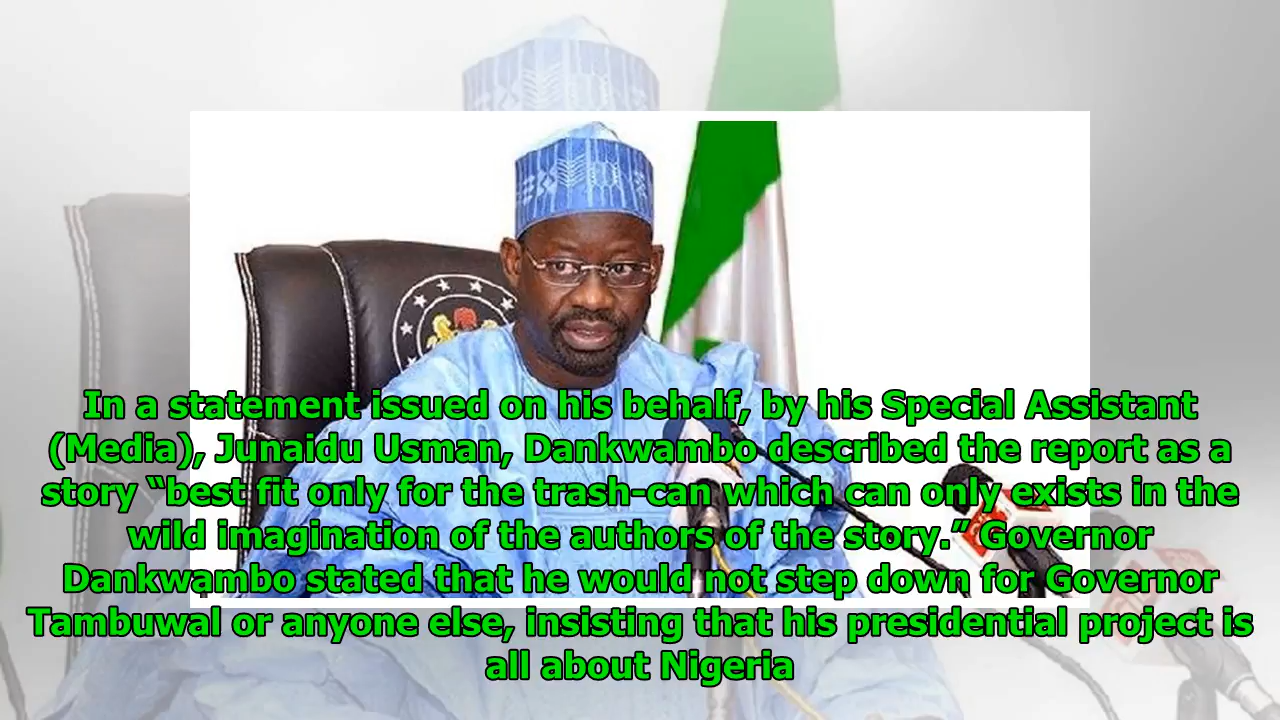 In a statement issued on his behalf, by his Special Assistant
(Media), Junaidu Usman, Dankwambo described the report as a
story “best fit only for the trash-can which can only exists in the
wild imagination of the authors of the story.” Governor
Dankwambo stated that he would not step down for Governor
Tambuwal or anyone else, insisting that his presidential project is
all about Nigeria